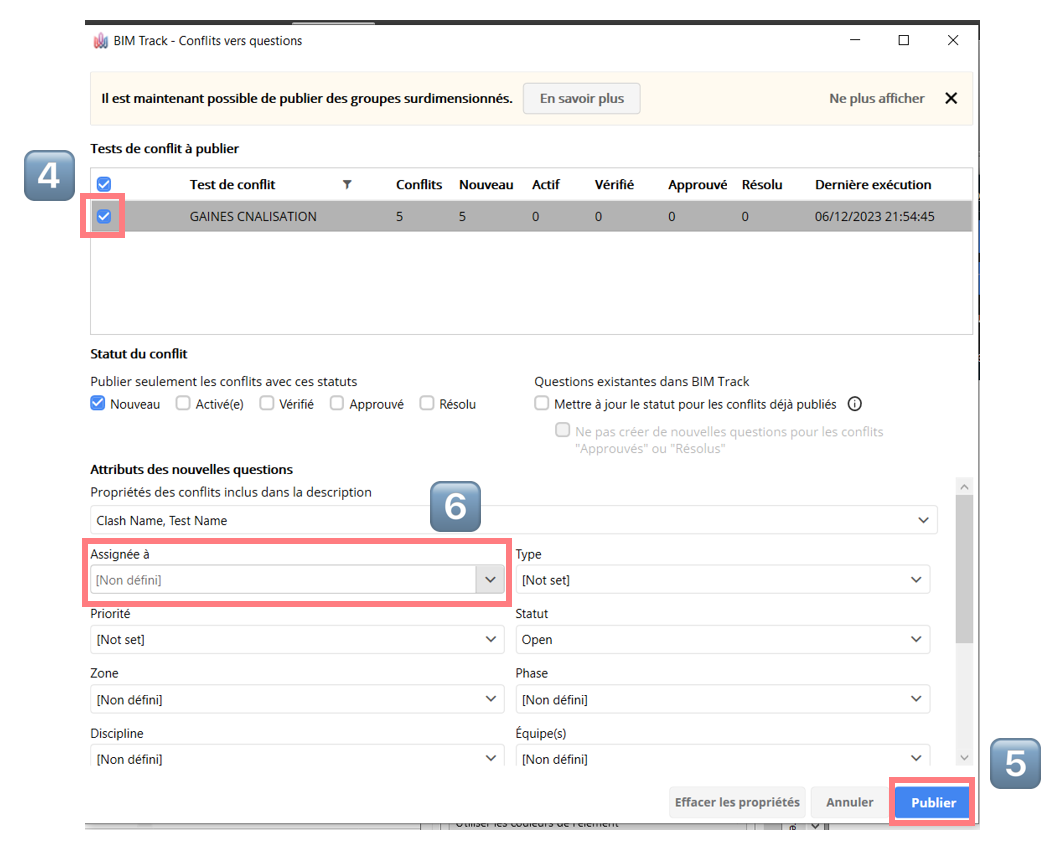 BIM Track - Conflits vers questions
Il est maintenant possible de publier des groupes surdimensionnés. En savoir plus Ne plus afficher
Tests de conflit à publier
4
Test de conflit Conflits Nouveau Actif Vérifié Approuvé Résolu Dernière exécution
GAINES CNALISATION 5 5 0 0 0 0 06/12/2023 21:54:45
Statut du conflit
Publier seulement les conflits avec ces statuts
Nouveau Activé(e) Vérifié Approuvé Résolu
Questions existantes dans BIM Track
Mettre à jour le statut pour les conflits déjà publiés
Ne pas créer de nouvelles questions pour les conflits
"Approuvés" ou "Résolus"
Attributs des nouvelles questions
Propriétés des conflits inclus dans la description
6
Clash Name, Test Name
Assignée à Type
[Non défini] [Not set]
Priorité Statut
[Not set] Open
Zone Phase
[Non défini] [Non défini]
Discipline Équipe(s)
[Non défini] [Non défini]
5
Effacer les propriétés Annuler Publier
Utiliser les couleurs de l'élément